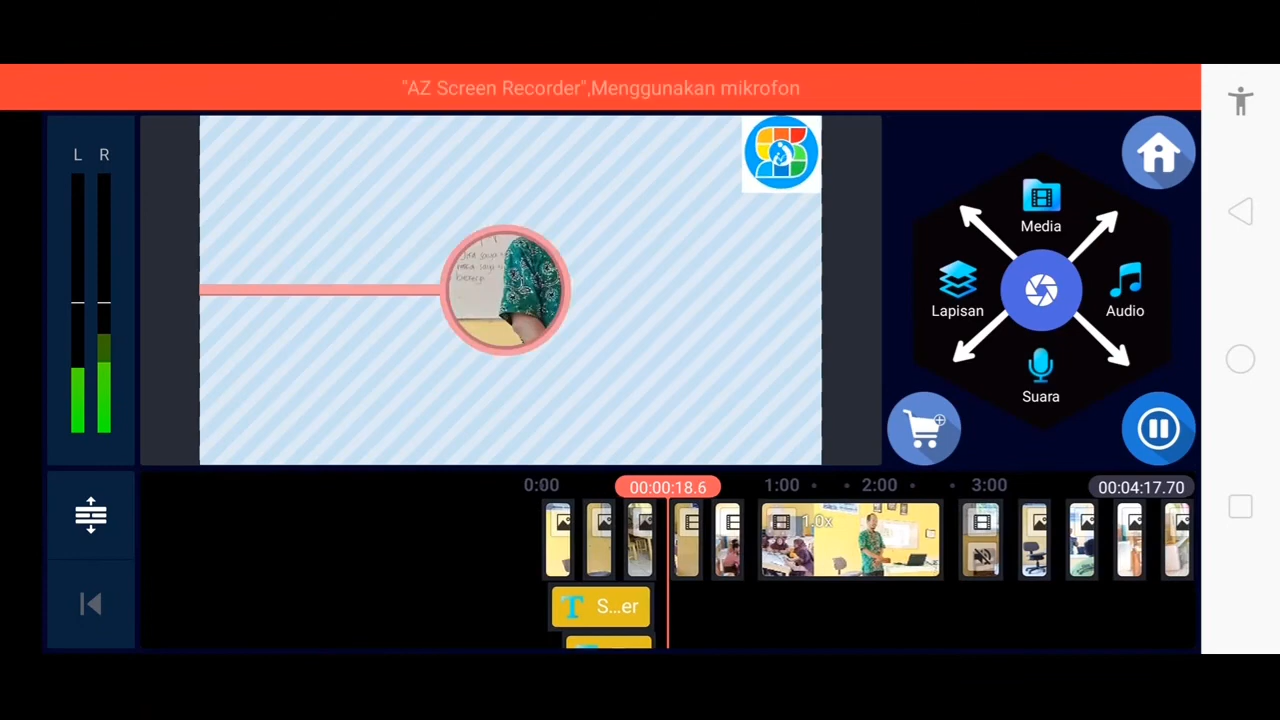 "AZ Screen Recorder",Menggunakan mikrofon
L R
Media
Lapisan
Audio
Suara
0:00
00:00:18.6
1:00
2:00
3:00
00:04:17.70
1.0x
T S...er